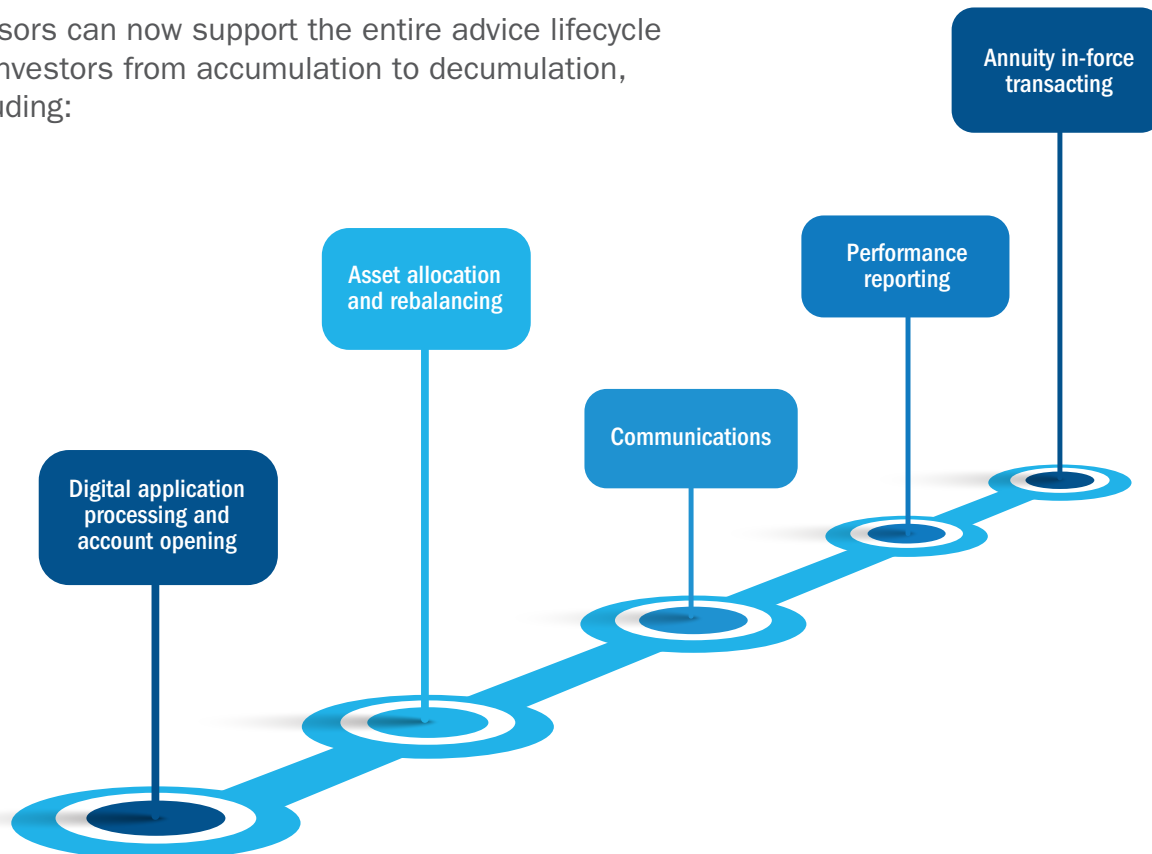 sors can now support the entire advice lifecycle
nvestors from accumulation to decumulation,
uding:
Annuity in-force
transacting
Performance
reporting
Asset allocation
and rebalancing
Communications
Digital application
processing and
account opening